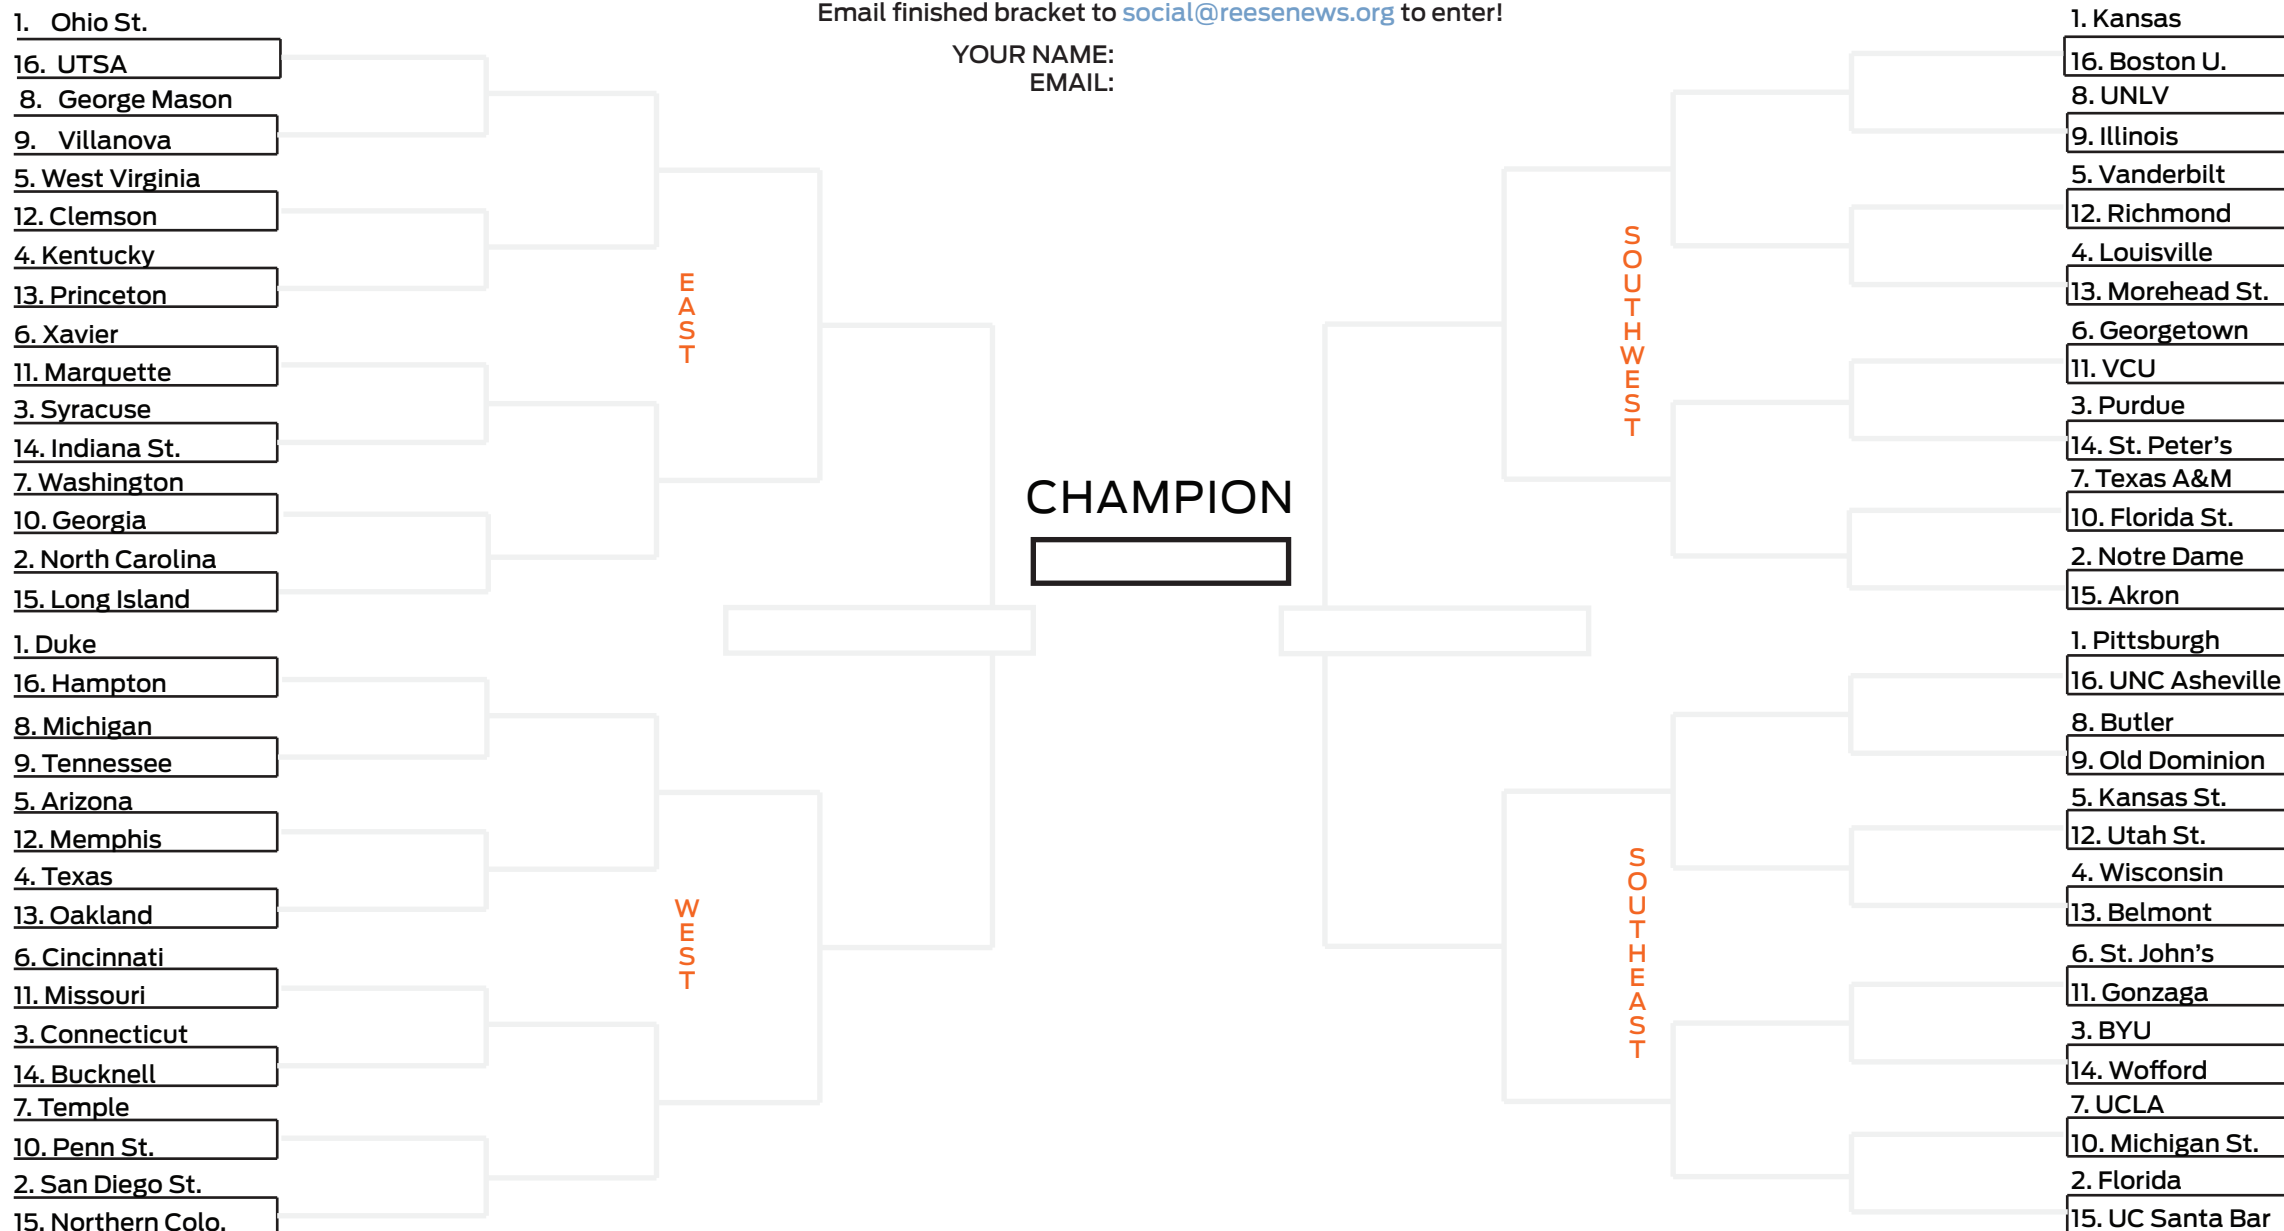 Email finished bracket to social@reesenews.org to enter!
YOUR NAME:
EMAIL:
1. Ohio St.
16. UTSA
8. George Mason
9. Villanova
5. West Virginia
12. Clemson
4. Kentucky
13. Princeton
6. Xavier
11. Marquette
3. Syracuse
14. Indiana St.
7. Washington
10. Georgia
2. North Carolina
15. Long Island
EAST
1. Duke
16. Hampton
8. Michigan
9. Tennessee
5. Arizona
12. Memphis
4. Texas
13. Oakland
6. Cincinnati
11. Missouri
3. Connecticut
14. Bucknell
7. Temple
10. Penn St.
2. San Diego St.
15. Northern Colo.
WEST
CHAMPION
SOUTHWEST
1. Kansas
16. Boston U.
8. UNLV
9. Illinois
5. Vanderbilt
12. Richmond
4. Louisville
13. Morehead St.
6. Georgetown
11. VCU
3. Purdue
14. St. Peter’s
7. Texas A&M
10. Florida St.
2. Notre Dame
15. Akron
SOUTHEAST
1. Pittsburgh
16. UNC Asheville
8. Butler
9. Old Dominion
5. Kansas St.
12. Utah St.
4. Wisconsin
13. Belmont
6. St. John’s
11. Gonzaga
3. BYU
14. Wofford
7. UCLA
10. Michigan St.
2. Florida
15. UC Santa Bar